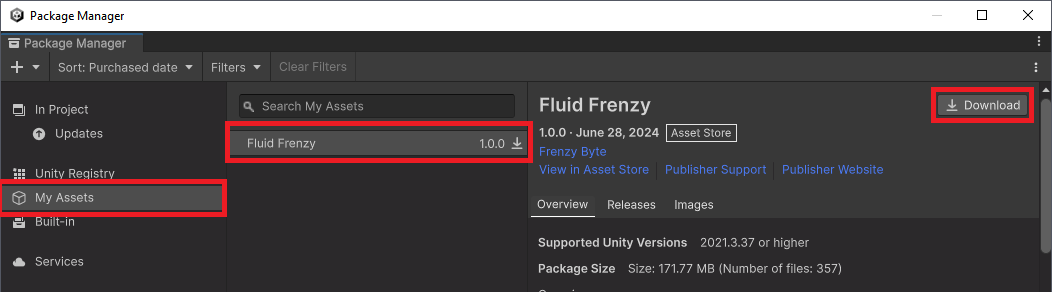 Package Manager
Package Manager
Sort: Purchased date
Filters
Clear Filters
In Project
Updates
Unity Registry
My Assets
Built-in
Services
Search My Assets
Fluid Frenzy 1.0.0
Fluid Frenzy
Download
1.0.0 · June 28, 2024 Asset Store
Frenzy Byte
View in Asset Store Publisher Support Publisher Website
Overview Releases Images
Supported Unity Versions 2021.3.37 or higher
Package Size Size: 171.77 MB (Number of files: 357)